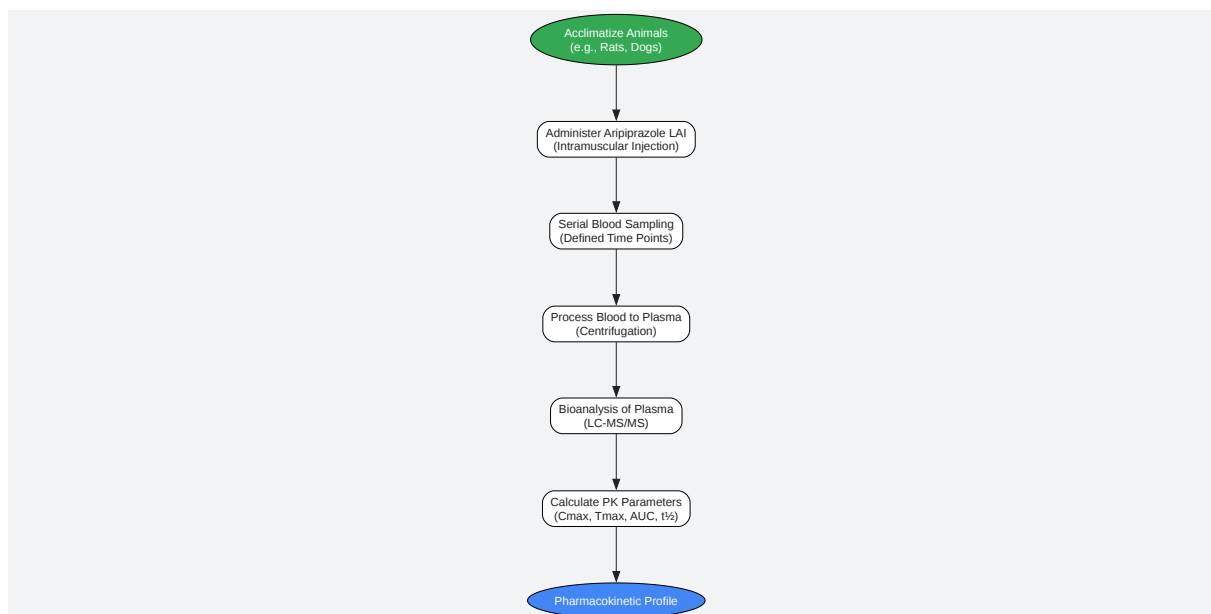 Acclimatize Animals
(e.g., Rats, Dogs)
Administer Aripiprazole LAI
(Intramuscular Injection)
Serial Blood Sampling
(Defined Time Points)
Process Blood to Plasma
(Centrifugation)
Bioanalysis of Plasma
(LC-MS/MS)
Calculate PK Parameters
(Cmax, Tmax, AUC, t½)
Pharmacokinetic Profile